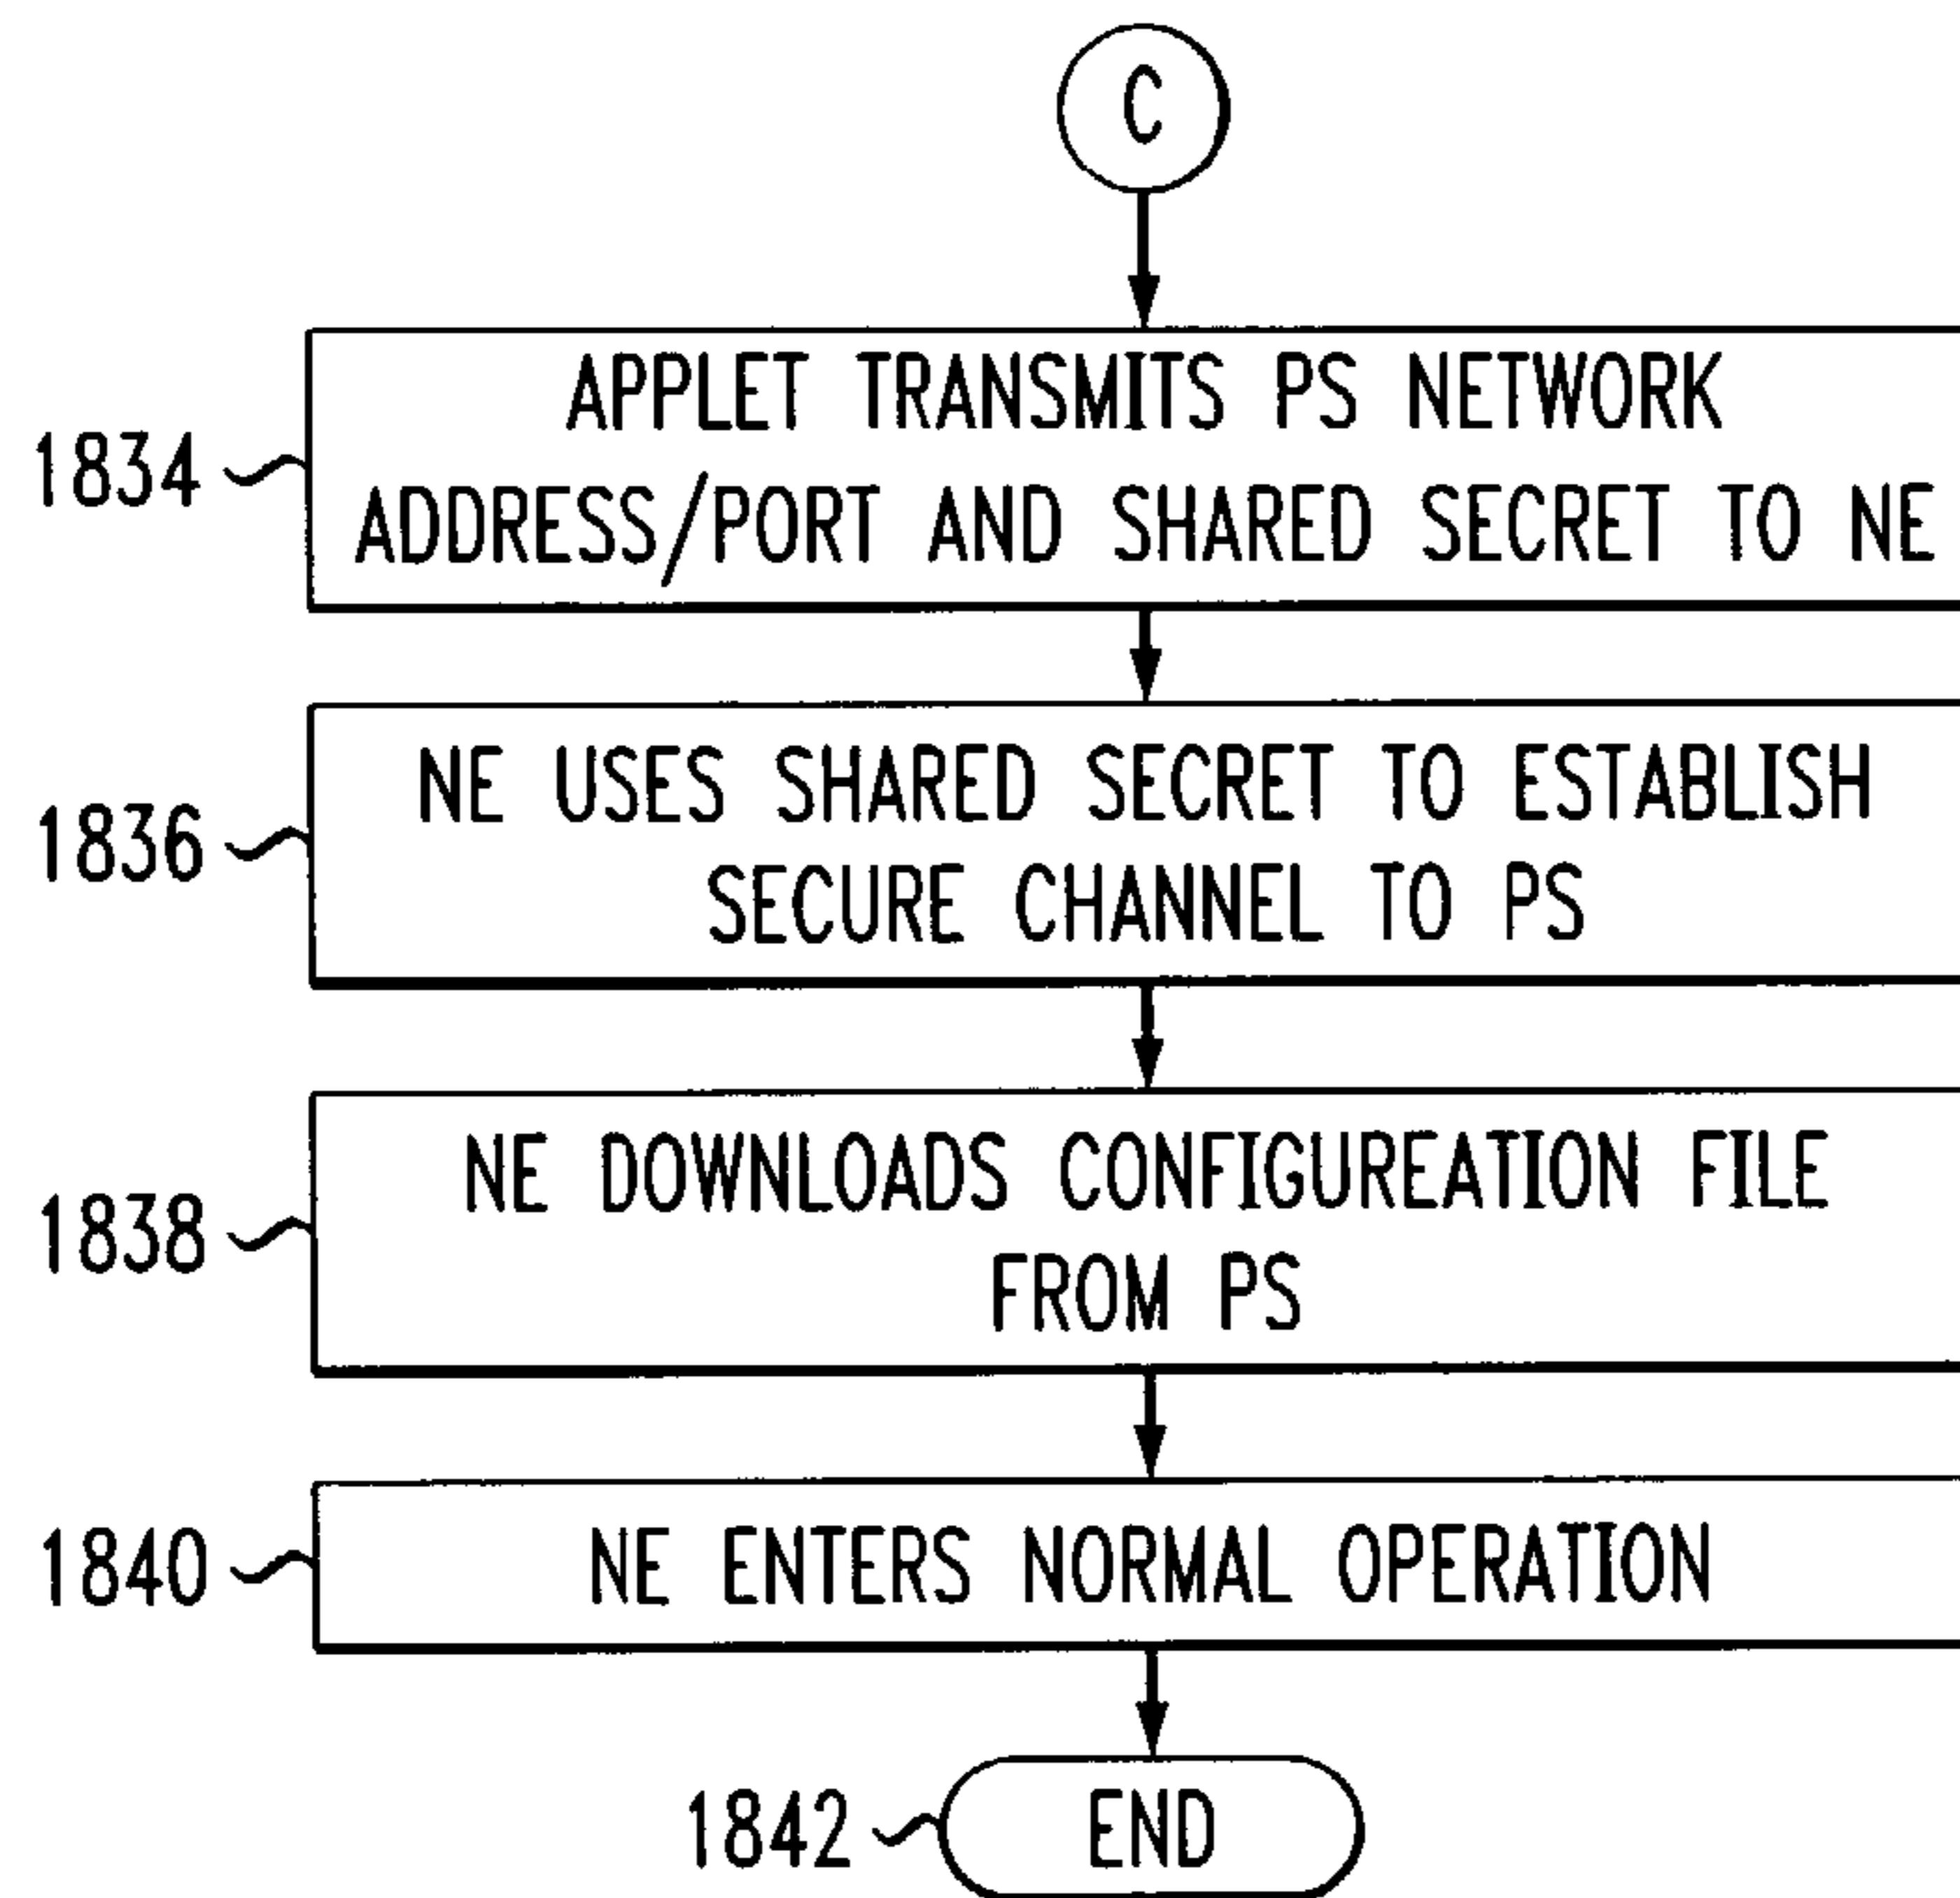 C
APPLET TRANSMITS PS NETWORK
1834
ADDRESS/PORT AND SHARED SECRET TO NE
NE USES SHARED SECRET TO ESTABLISH
1836
SECURE CHANNEL TO PS
NE DOWNLOADS CONFIGUREATION FILE
1838
FROM PS
1840
NE ENTERS NORMAL OPERATION
1842
END